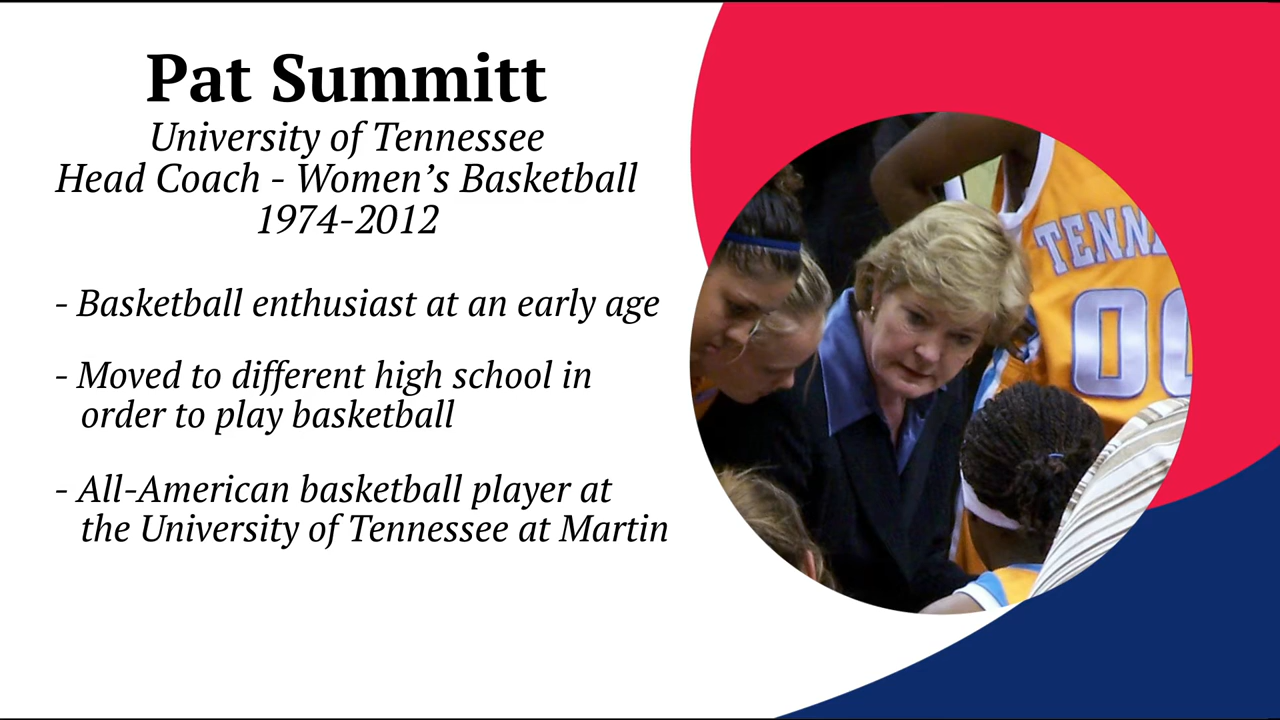 Pat Summitt
University of Tennessee
Head Coach - Women's Basketball
1974-2012
- Basketball enthusiast at an early age
- Moved to different high school in
order to play basketball
- All-American basketball player at
the University of Tennessee at Martin
TENN
00